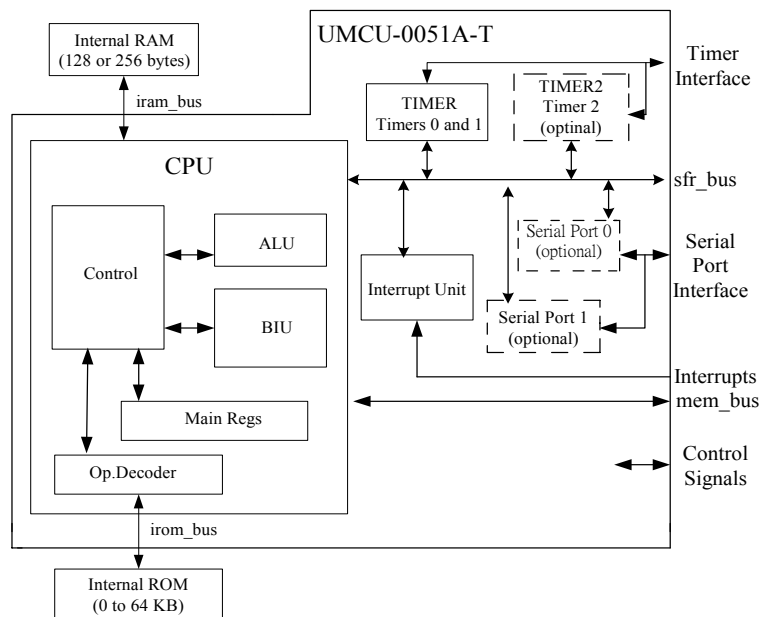 Internal RAM
(128 or 256 bytes)
UMCU-0051A-T
Timer
Interface
iram_bus
TIMER
Timers 0 and 1
TIMER2
Timer 2
(optinal)
CPU
sfr_bus
Control
ALU
Serial Port 0
(optional)
Serial
Port
Interface
Interrupt Unit
BIU
Serial Port 1
(optional)
Interrupts
mem_bus
Main Regs
Op.Decoder
Control
Signals
irom_bus
Internal ROM
(0 to 64 KB)